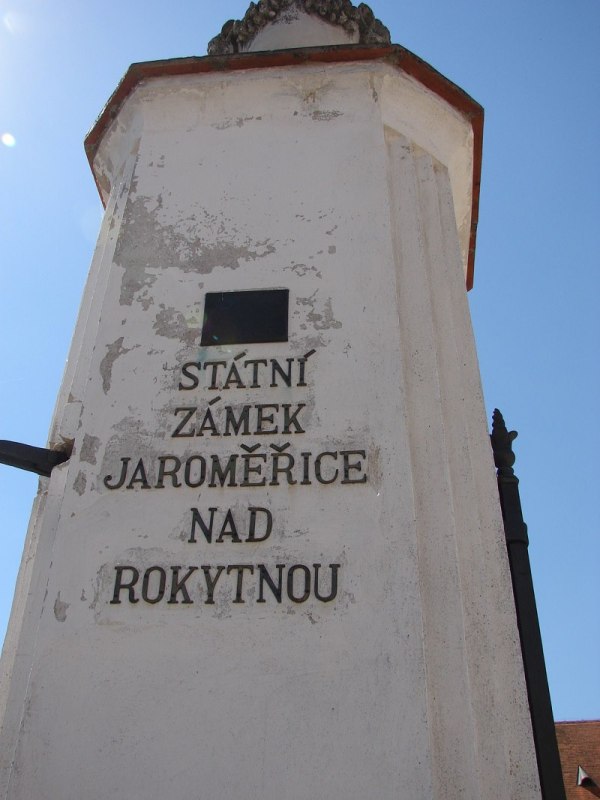 STÁTNÍ
ZÁMEK
JAROMĚŘICE
NAD
ROKYTNOU